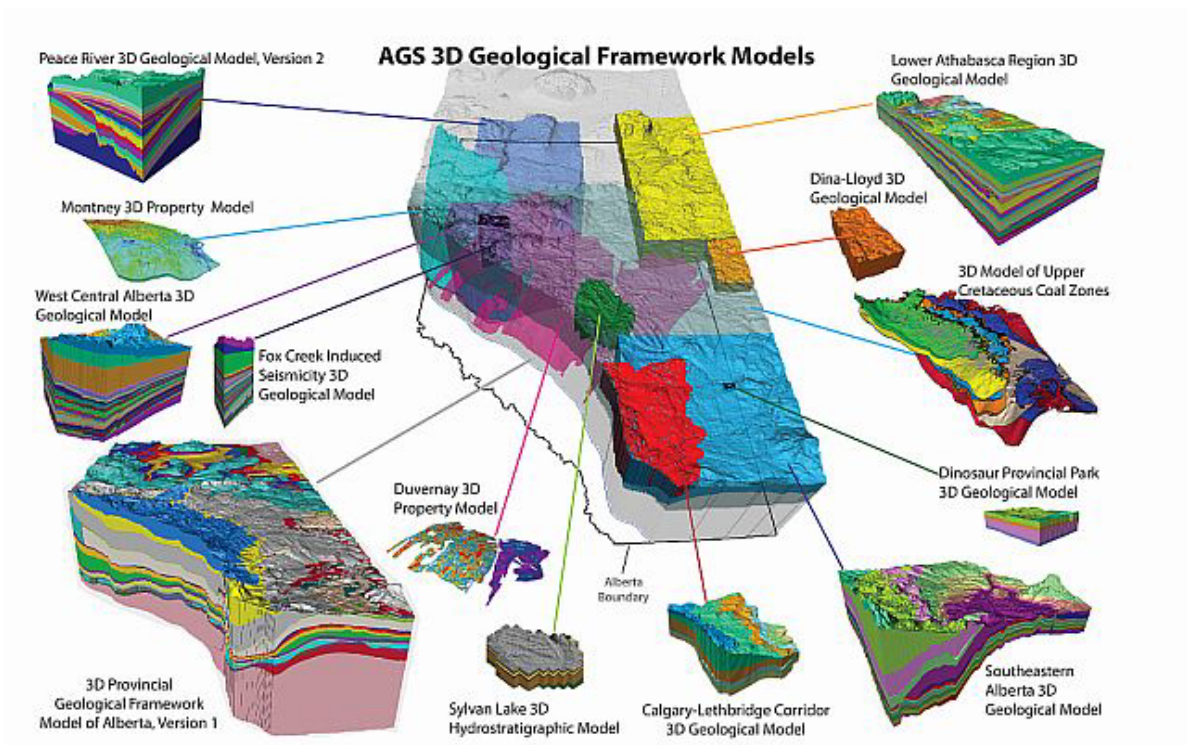 AGS 3D Geological Framework Models
Peace River 3D Geological Model, Version 2
Lower Athabasca Region 3D
Geological Model
Dina-Lloyd 3D
Geological Model
Montney 3D Property Model
3D Model of Upper
Cretaceous Coal Zones
West Central Alberta 3D
Geological Model
Fox Creek Induced
Seismicity 3D
Geological Model
Dinosaur Provincial Park
3D Geological Model
Duvernay 3D
Property Model
Alberta
Boundary
3D Provincial
Geological Framework
Model of Alberta, Version 1
Sylvan Lake 3D
Hydrostratigraphic Model
Calgary-Lethbridge Corridor
3D Geological Model
Southeastern
Alberta 3D
Geological Model